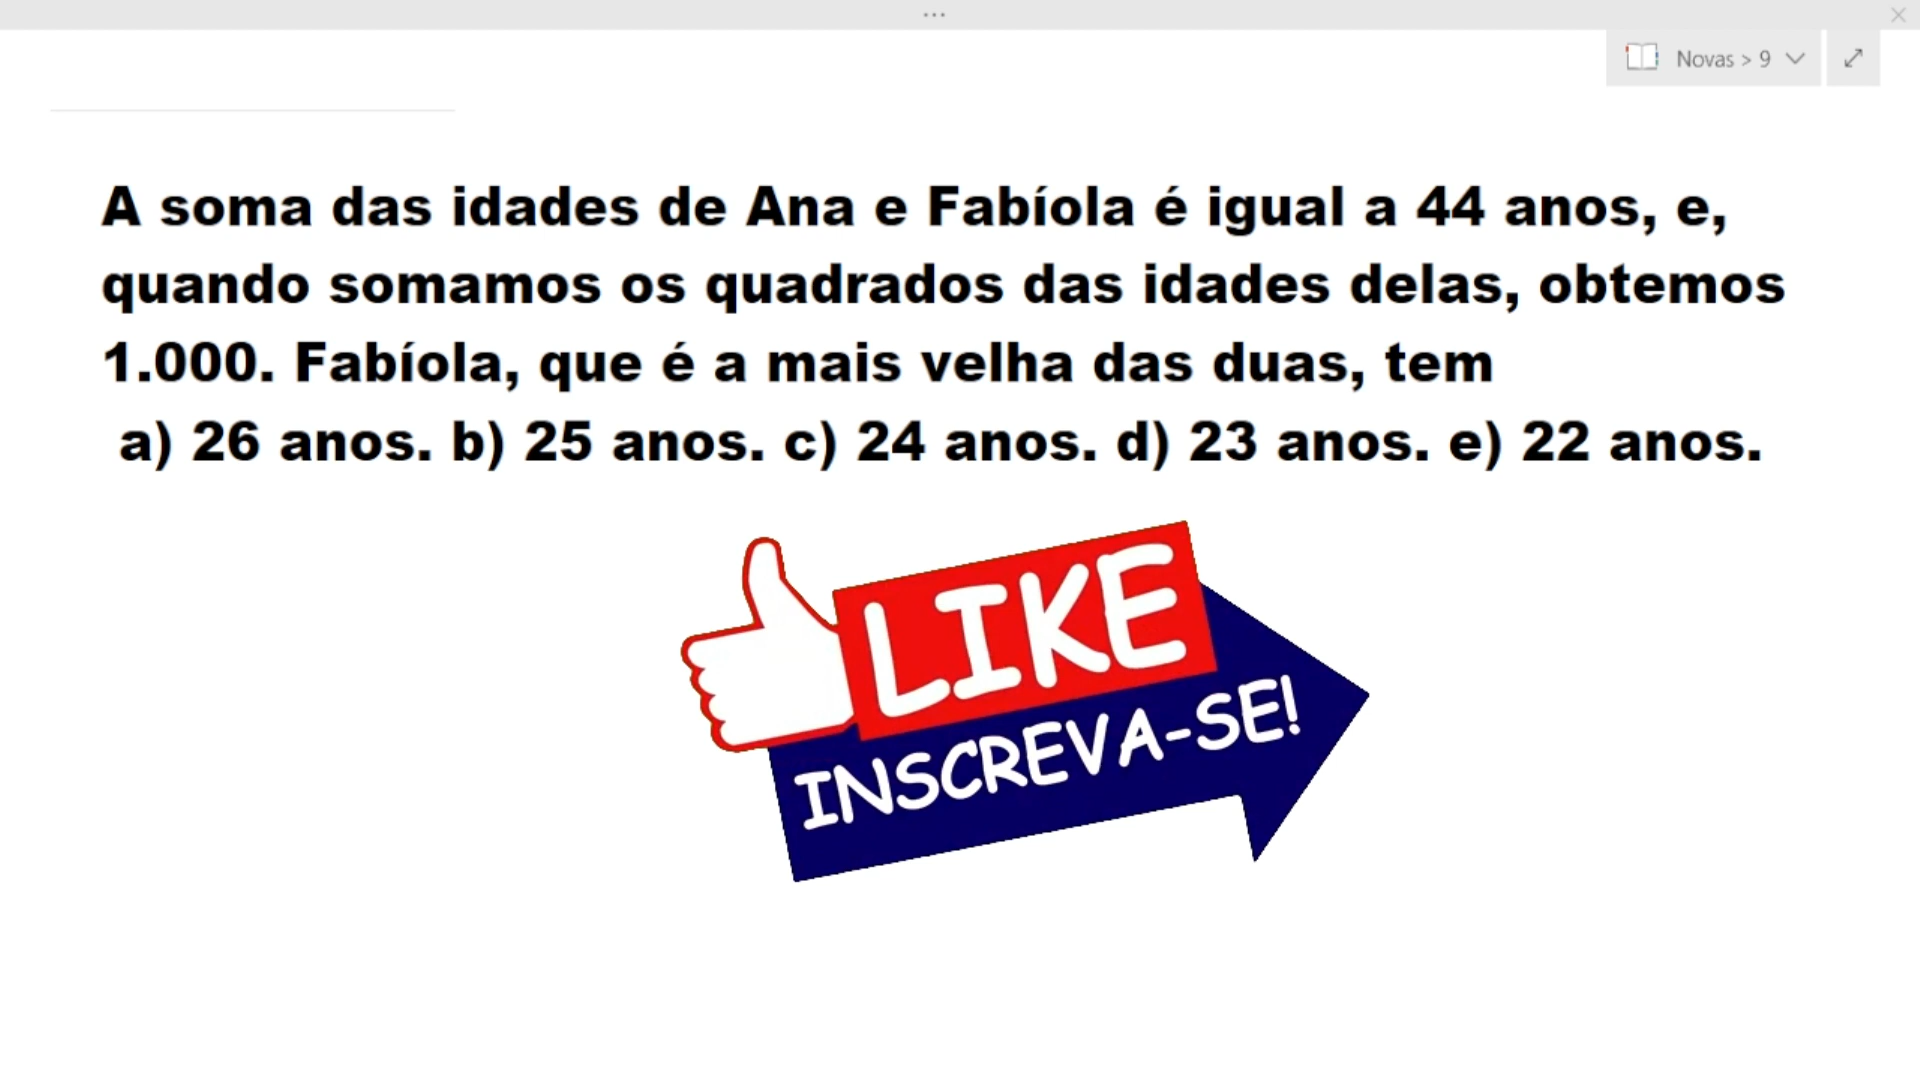 ...
Novas > 9
A soma das idades de Ana e Fabíola é igual a 44 anos, e,
quando somamos os quadrados das idades delas, obtemos
1.000. Fabíola, que é a mais velha das duas, tem
a) 26 anos. b) 25 anos. c) 24 anos. d) 23 anos. e) 22 anos.
LIKE
INSCREVA-SE!